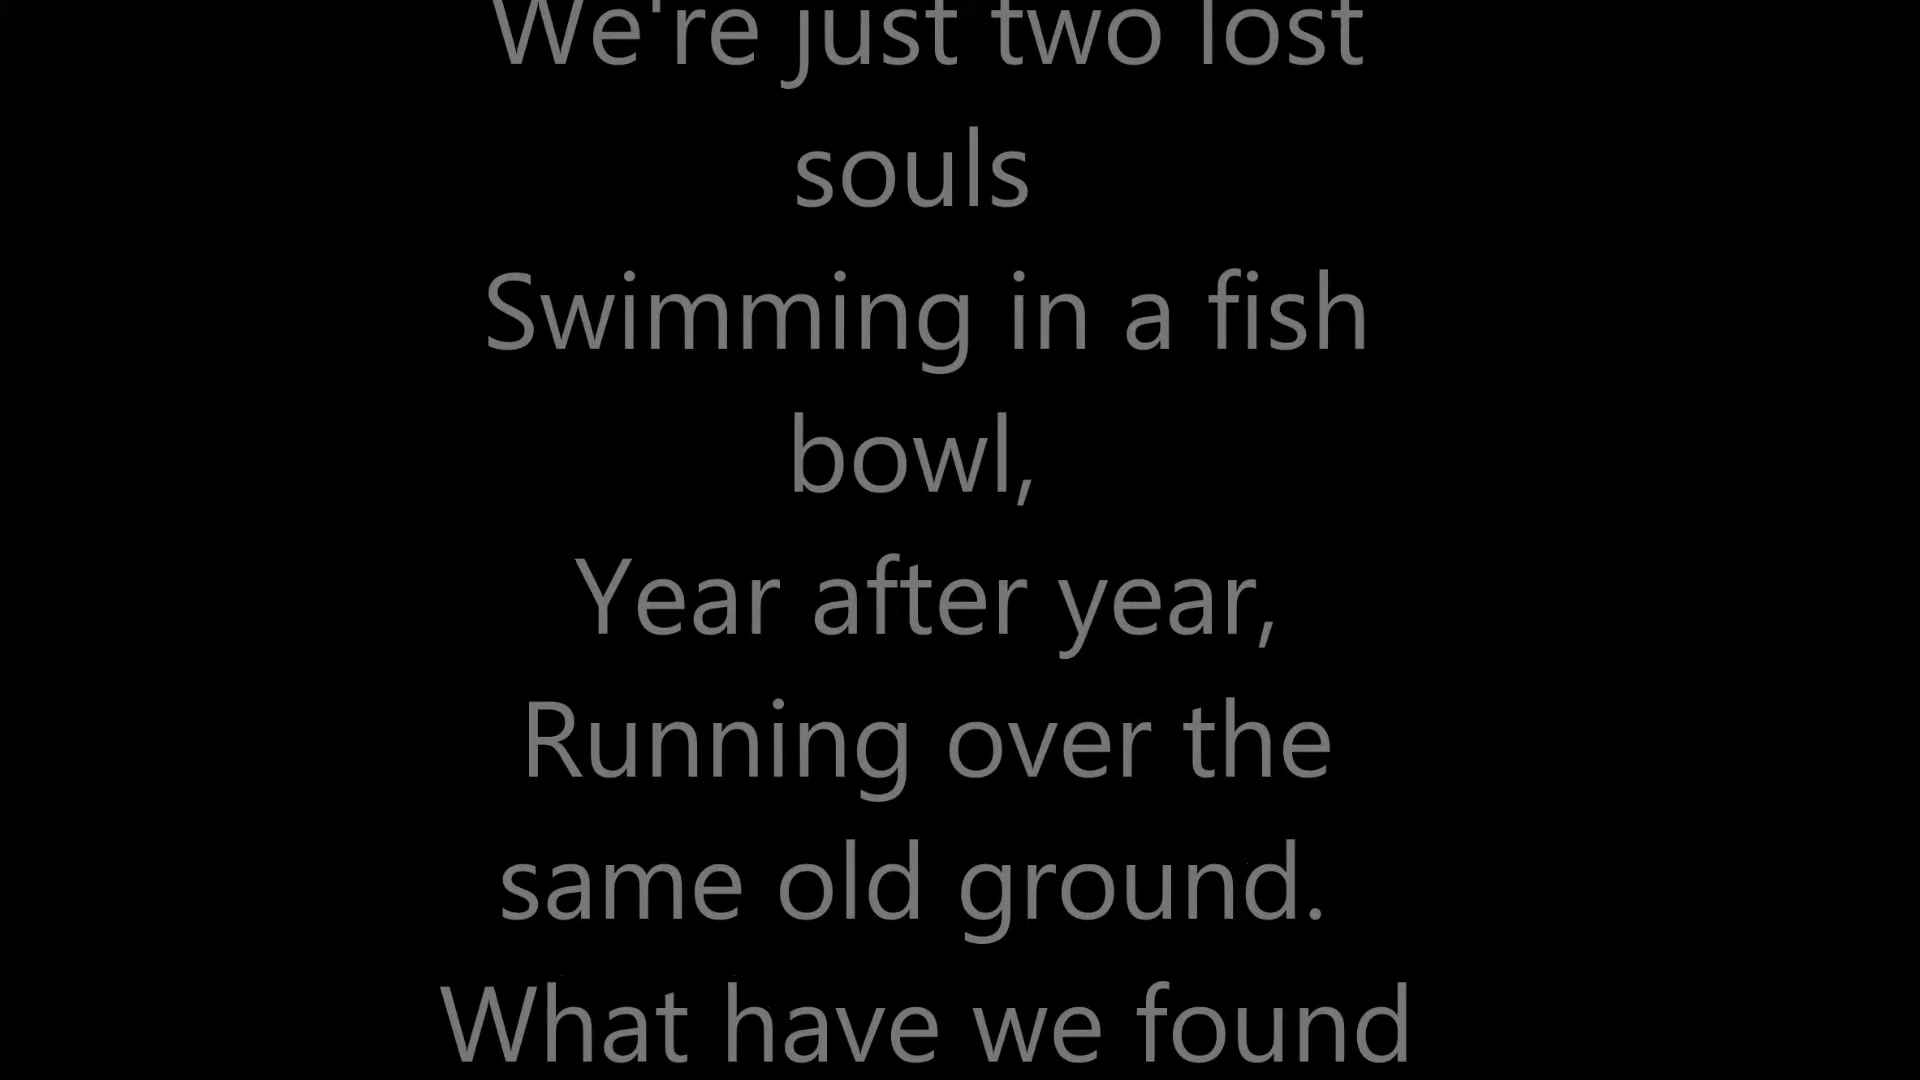 We're just two lost
souls
Swimming in a fish
bowl,
Year after year,
Running over the
same old ground.
What have we found